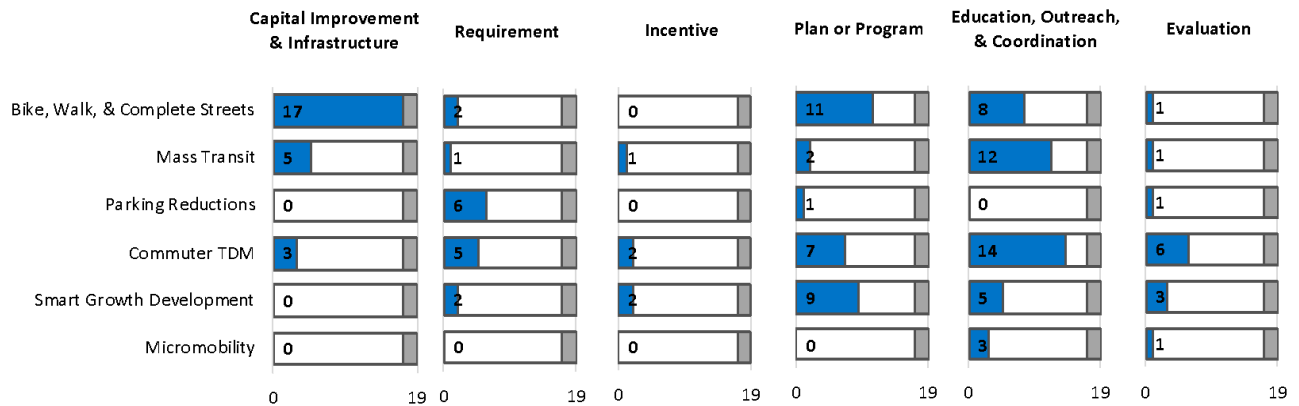 Capital Improvement
& Infrastructure
Requirement
Incentive
Plan or Program
Education, Outreach,
& Coordination
Evaluation
Bike, Walk, & Complete Streets 17 2 0 11 8 1
Mass Transit 5 1 1 2 12 1
Parking Reductions 0 6 0 1 0 1
Commuter TDM 3 5 2 7 14 6
Smart Growth Development 0 2 2 9 5 3
Micromobility 0 0 0 0 3 1
0 19 0 19 0 19 0 19 0 19 0 19